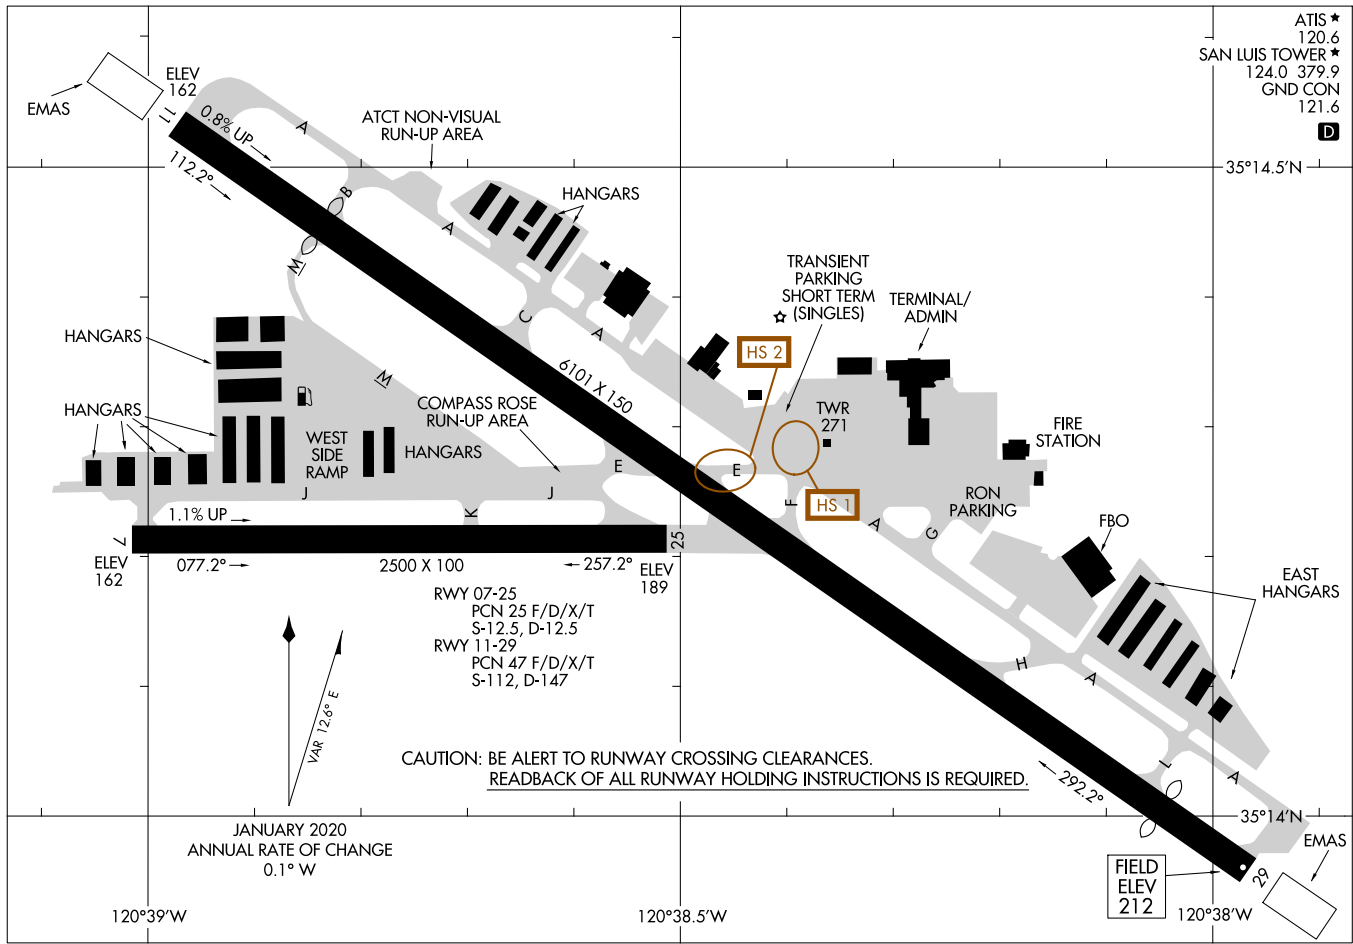 ATIS ★
120.6
SAN LUIS TOWER ★
124.0 379.9
GND CON
121.6
D
ELEV
162
EMAS
11
0.8% UP
112.2°
A
ATCT NON-VISUAL
RUN-UP AREA
35°14.5'N
B
HANGARS
A
M
TRANSIENT
PARKING
SHORT TERM
(SINGLES)
TERMINAL/
ADMIN
HANGARS
C
A
HS 2
6101 X 150
M
HANGARS
COMPASS ROSE
RUN-UP AREA
TWR
271
FIRE
STATION
WEST
SIDE
RAMP
HANGARS
E
E
J
J
K
F
HS 1
RON
PARKING
A
G
FBO
1.1% UP
7
25
ELEV
162
077.2°
2500 X 100
257.2°
ELEV
189
EAST
HANGARS
RWY 07-25
PCN 25 F/D/X/T
S-12.5, D-12.5
RWY 11-29
PCN 47 F/D/X/T
S-112, D-147
H
A
VAR 12.6° E
CAUTION: BE ALERT TO RUNWAY CROSSING CLEARANCES.
READBACK OF ALL RUNWAY HOLDING INSTRUCTIONS IS REQUIRED.
L
A
292.2°
35°14'N
JANUARY 2020
ANNUAL RATE OF CHANGE
0.1° W
EMAS
FIELD
ELEV
212
29
120°39'W
120°38.5'W
120°38'W